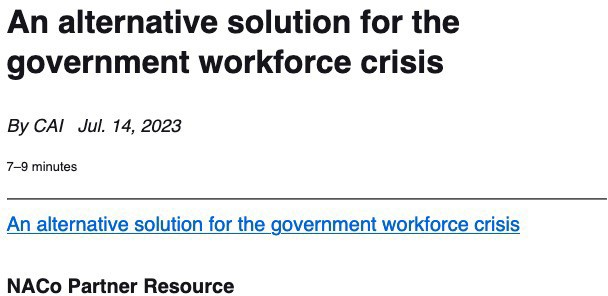 An alternative solution for the
government workforce crisis
By CAI Jul. 14, 2023
7–9 minutes
An alternative solution for the government workforce crisis
NACo Partner Resource